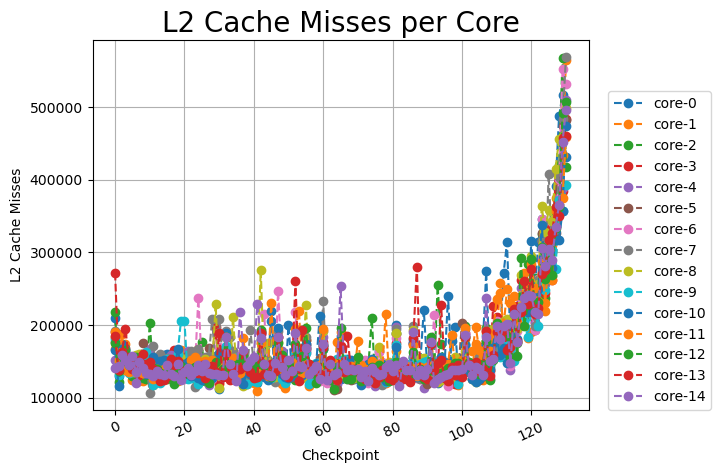 L2 Cache Misses per Core
500000
400000
300000
200000
100000
L2 Cache Misses
0
20
40
60
80
100
120
Checkpoint
core-0
core-1
core-2
core-3
core-4
core-5
core-6
core-7
core-8
core-9
core-10
core-11
core-12
core-13
core-14